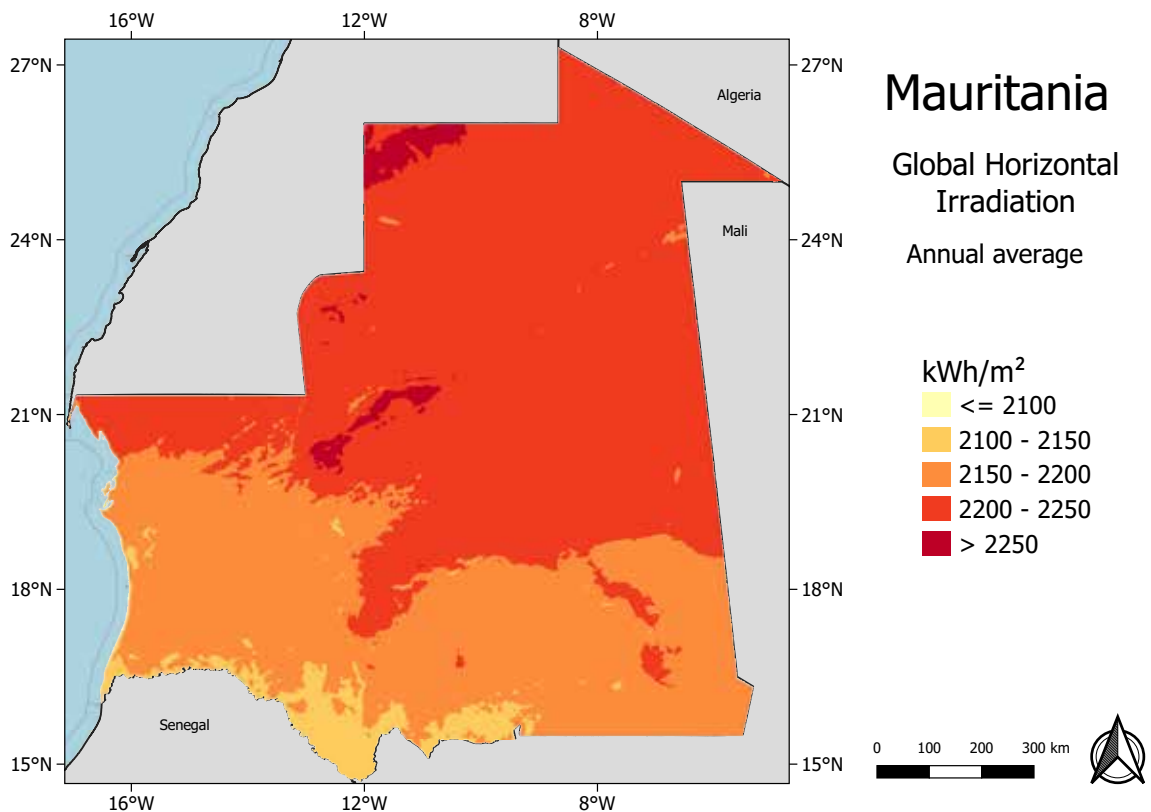 16°W 12°W 8°W
27°N 27°N
Algeria
Mauritania
Global Horizontal
Irradiation
Annual average
24°N 24°N
Mali
kWh/m²
<= 2100
2100 - 2150
2150 - 2200
2200 - 2250
> 2250
21°N 21°N
18°N 18°N
Senegal
0 100 200 300 km
15°N 15°N
16°W 12°W 8°W